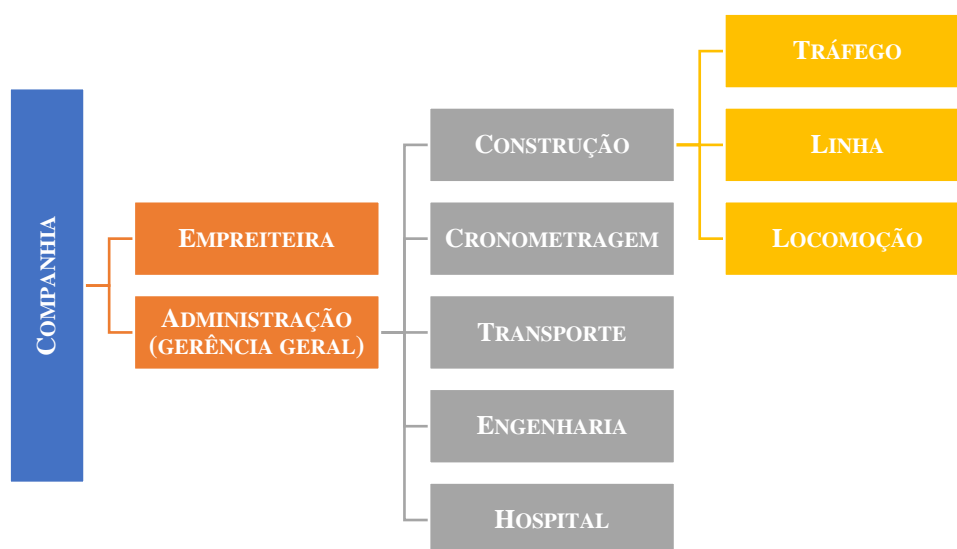 COMPANHIA
EMPREITEIRA
ADMINISTRAÇÃO
(GERÊNCIA GERAL)
CONSTRUÇÃO
CRONOMETRAGEM
TRANSPORTE
ENGENHARIA
HOSPITAL
TRÁFEGO
LINHA
LOCOMOÇÃO